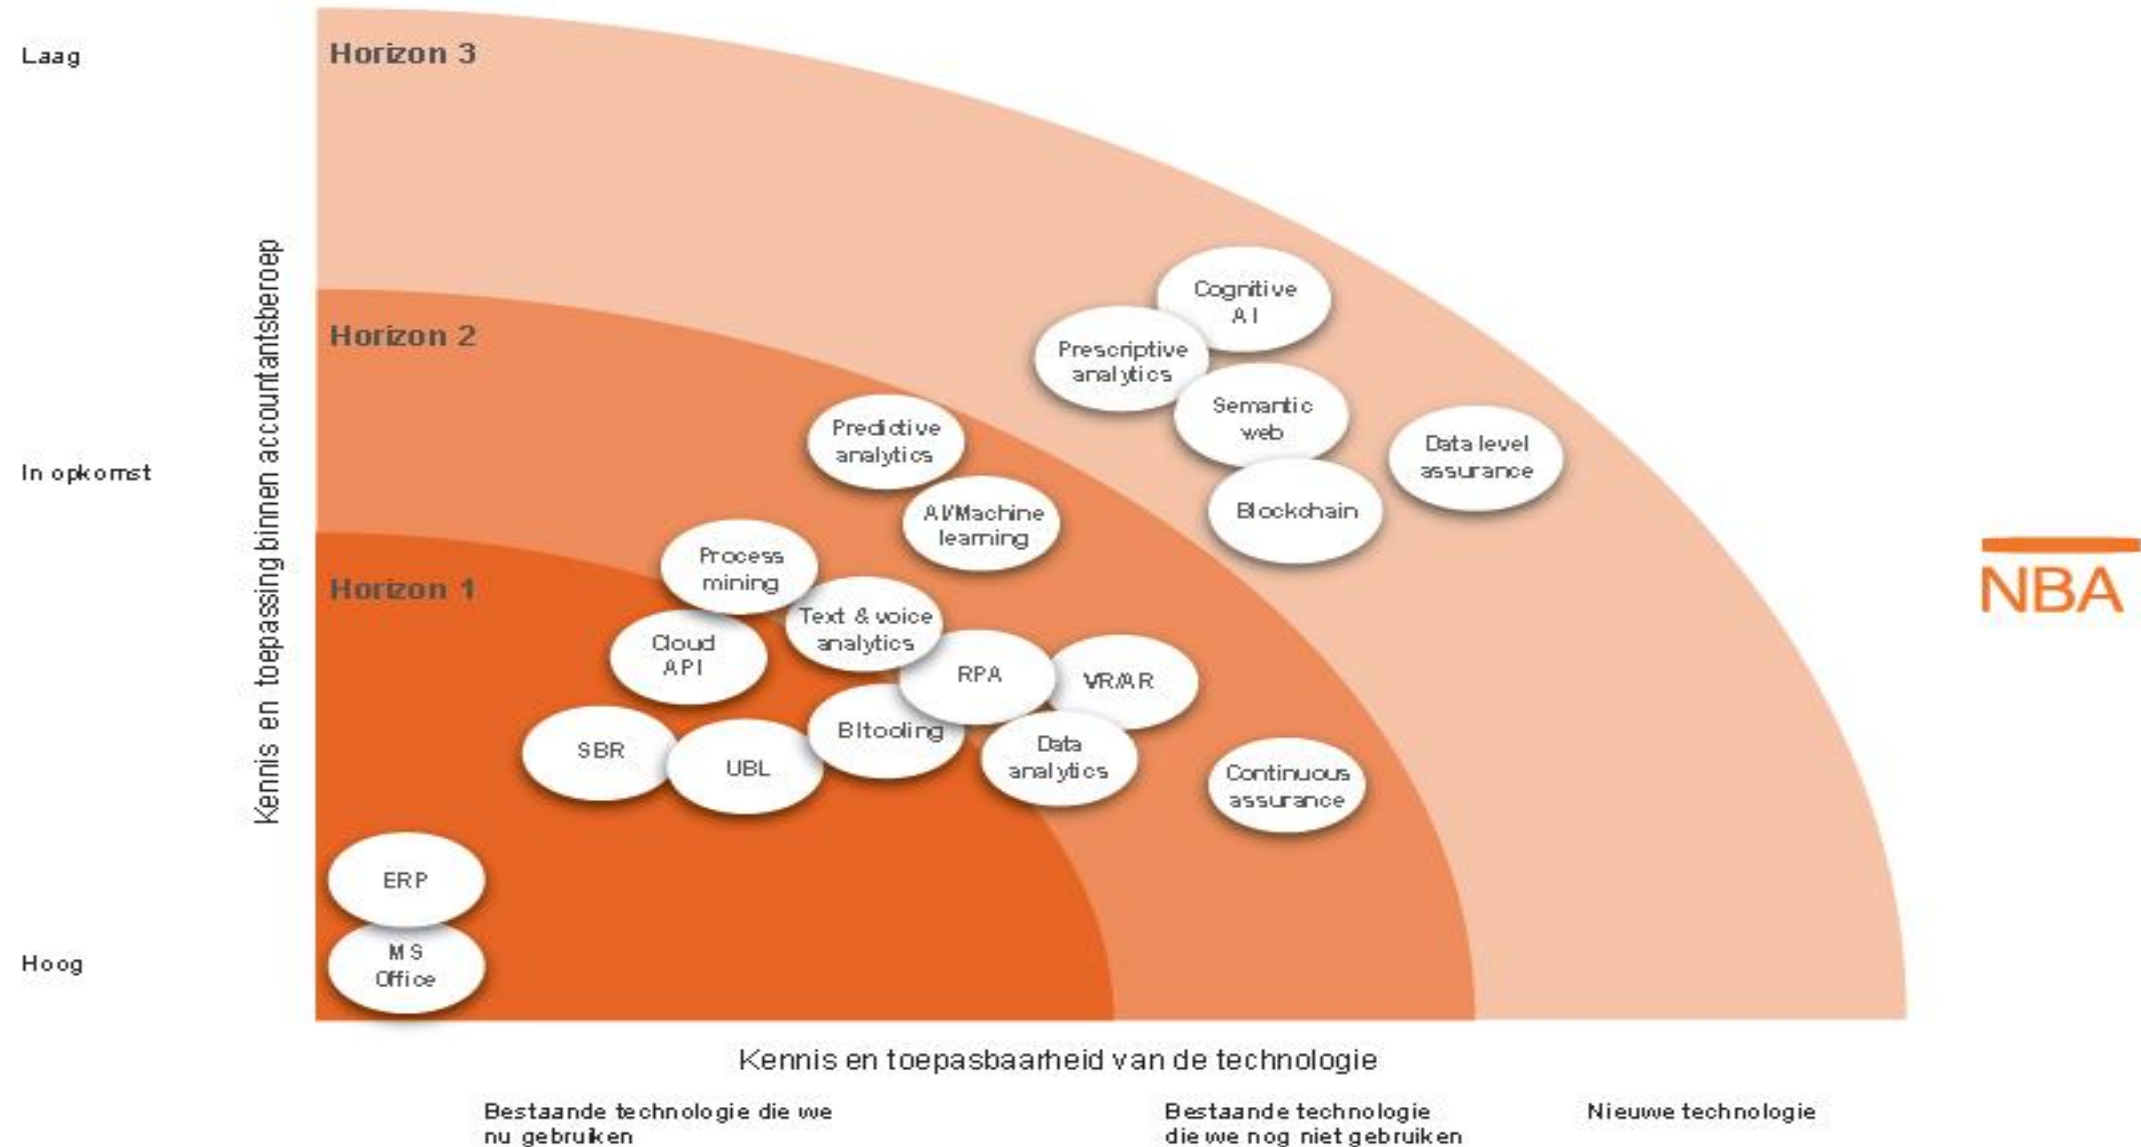 Laag
Horizon 3
Cognitive
AI
Prescriptive
analytics
Horizon 2
Semantic
web
Predictive
analytics
Data level
assurance
In opkomst
Blockchain
AI/Machine
learning
Process
mining
NBA
Horizon 1
Text & voice
analytics
Cloud
API
RPA
VR/AR
BI tooling
SBR
UBL
Data
analytics
Continuous
assurance
ERP
MS
Office
Hoog
Kennis en toepassing binnen accountantsberoep
Kennis en toepasbaarheid van de technologie
Bestaande technologie die we
nu gebruiken
Bestaande technologie
die we nog niet gebruiken
Nieuwe technologie